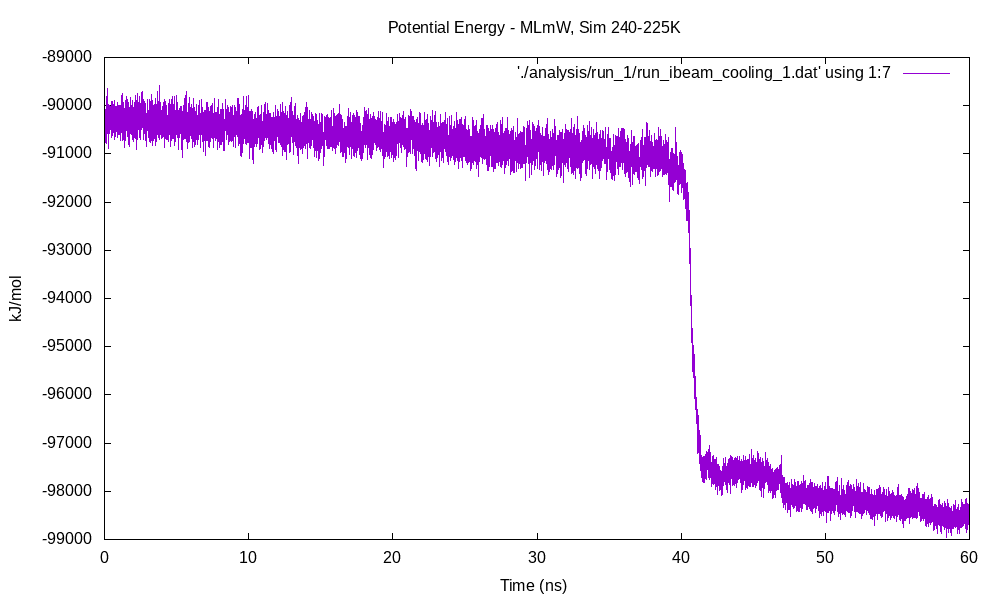 Potential Energy - MLmW, Sim 240-225K
'./analysis/run_1/run_ibeam_cooling_1.dat' using 1:7
-89000
-90000
-91000
-92000
-93000
-94000
-95000
-96000
-97000
-98000
-99000
kJ/mol
0 10 20 30 40 50 60
Time (ns)